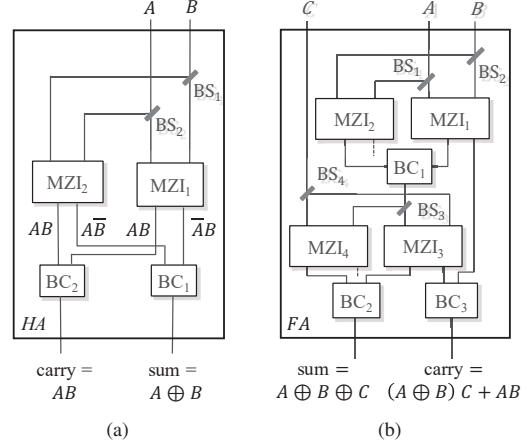 A B
BS₁
BS₂
MZI₂ MZI₁
AB AB̅ AB A̅B
BC₂ BC₁
HA
carry = sum =
AB A ⊕ B
(a)
C A B
BS₁ BS₂
MZI₂ MZI₁
BC₁
BS₄
BS₃
MZI₄ MZI₃
BC₂ BC₃
FA
sum = carry =
A ⊕ B ⊕ C (A ⊕ B) C + AB
(b)